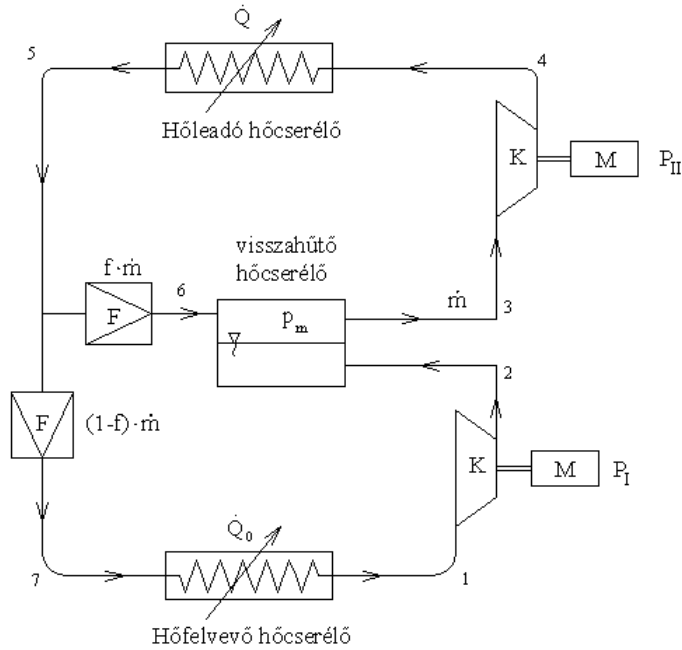 Q̇
5
4
Hőleadó hőcserélő
K
M
P_II
visszahűtő
hőcserélő
f·ṁ
6
F
p_m
ṁ
3
2
F
(1-f)·ṁ
K
M
P_I
Q̇_0
7
1
Hőfelvevő hőcserélő